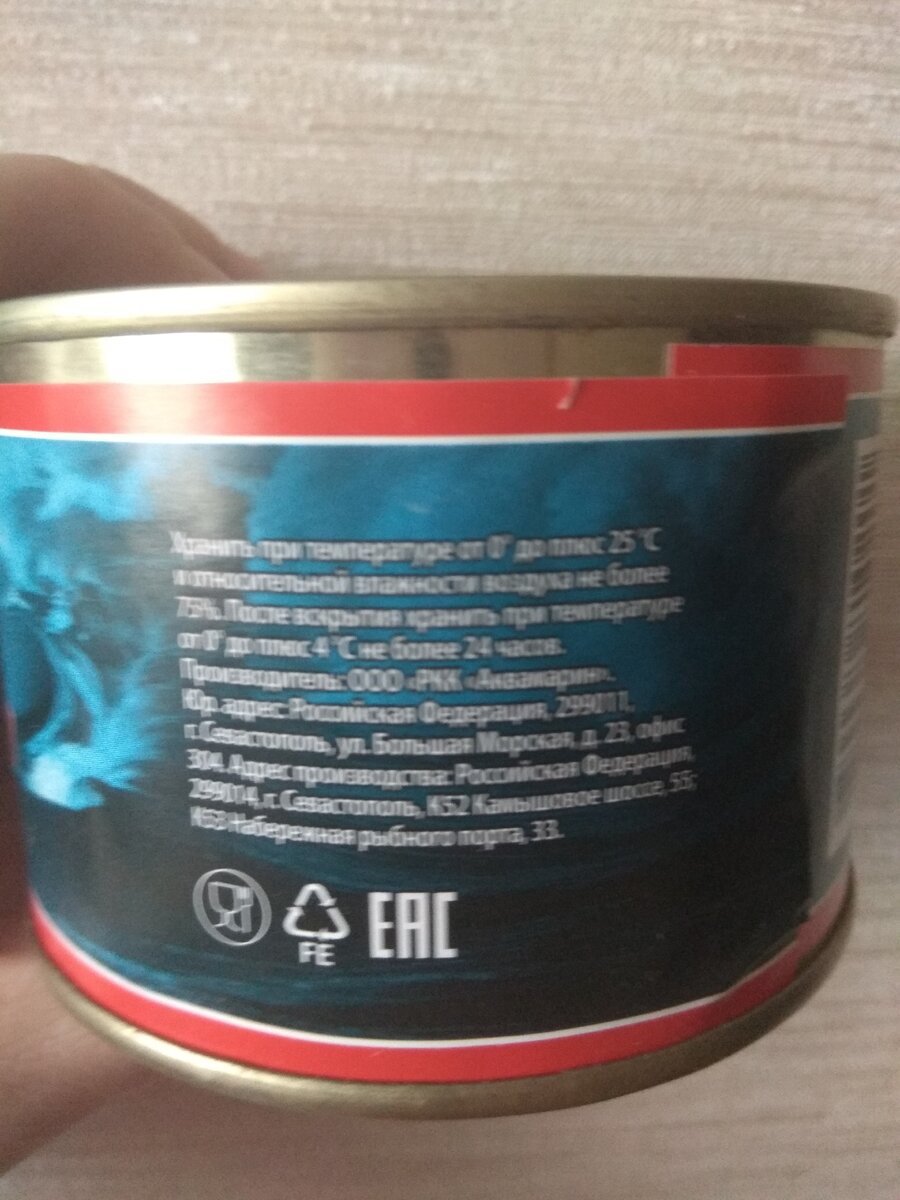 Хранить при температуре от 0° до плюс 25 °С
и относительной влажности воздуха не более
75%. После вскрытия хранить при температуре
от 0° до плюс 4 °С не более 24 часов.
Производитель: ООО «РКК «Аквамарин».
Юр. адрес: Российская Федерация, 299011,
г. Севастополь, ул. Большая Морская, д. 23, офис
304. Адрес производства: Российская Федерация,
299014, г. Севастополь, К52 Камышовое шоссе, 55;
К63 Набережная рыбного порта, 33.
FE
EAC